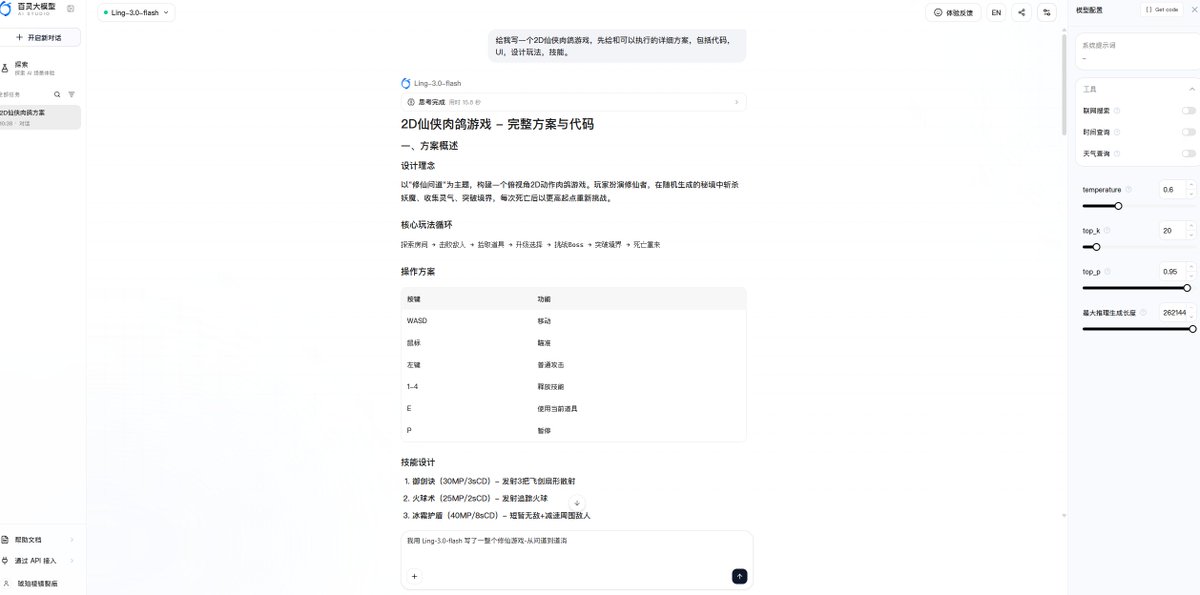 百灵大模型
AI STUDIO
Ling-3.0-flash
体验反馈
EN
模型配置
Get code
开启新对话
给我写一个2D仙侠肉鸽游戏，先给和可以执行的详细方案，包括代码，
UI，设计玩法，技能。
系统提示词
探索
探索 AI 场景体验
Ling-3.0-flash
工具
思考完成 用时 15.8 秒
联网搜索
2D仙侠肉鸽方案
10:38 · 对话
2D仙侠肉鸽游戏 – 完整方案与代码
时间查询
一、方案概述
天气查询
设计理念
以"修仙问道"为主题，构建一个俯视角2D动作肉鸽游戏。玩家扮演修仙者，在随机生成的秘境中斩杀
妖魔、收集灵气、突破境界，每次死亡后以更高起点重新挑战。
temperature
0.6
核心玩法循环
top_k
20
探索房间 → 击败敌人 → 拾取道具 → 升级选择 → 挑战Boss → 突破境界 → 死亡重来
操作方案
top_p
0.95
按键 功能
最大推理生成长度
262144
WASD 移动
鼠标 瞄准
左键 普通攻击
1-4 释放技能
E 使用当前道具
P 暂停
技能设计
1. 御剑诀（30MP/3sCD）– 发射3把飞剑扇形散射
2. 火球术（25MP/2sCD）– 发射追踪火球
3. 冰霜护盾（40MP/8sCD）– 短暂无敌+减速周围敌人
我用 Ling-3.0-flash 写了一整个修仙游戏-从问道到道消
帮助文档
通过 API 接入